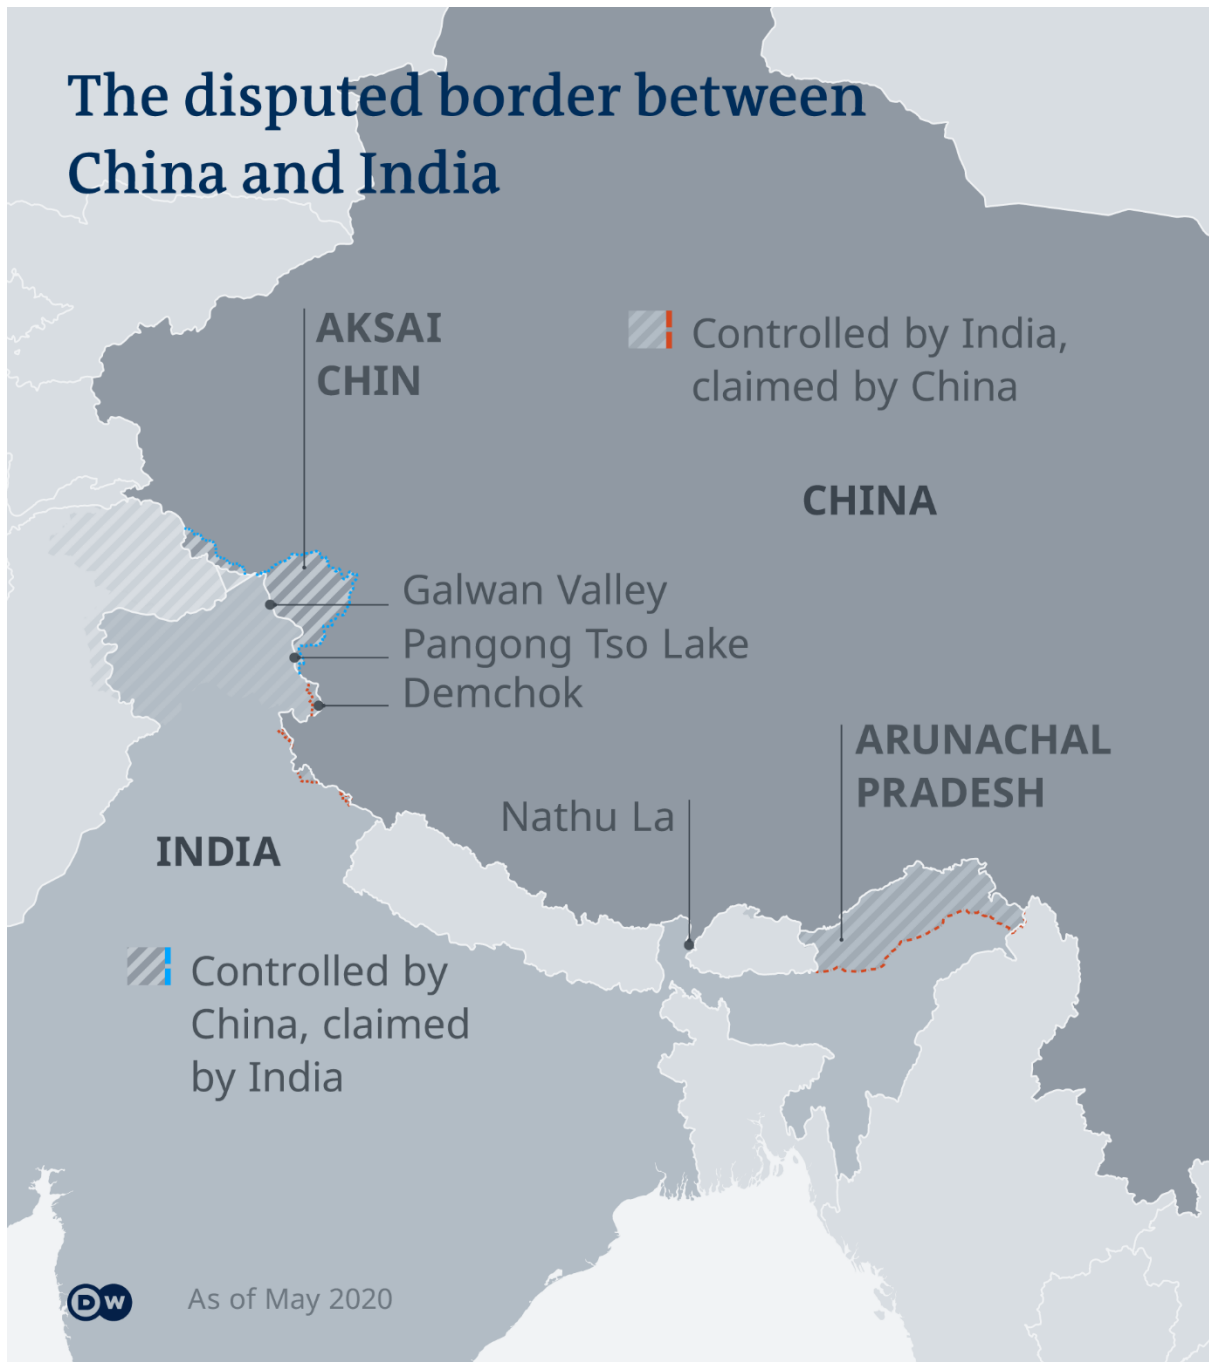 The disputed border between
China and India
AKSAI
CHIN
Controlled by India,
claimed by China
CHINA
Galwan Valley
Pangong Tso Lake
Demchok
ARUNACHAL
PRADESH
Nathu La
INDIA
Controlled by
China, claimed
by India
DW
As of May 2020